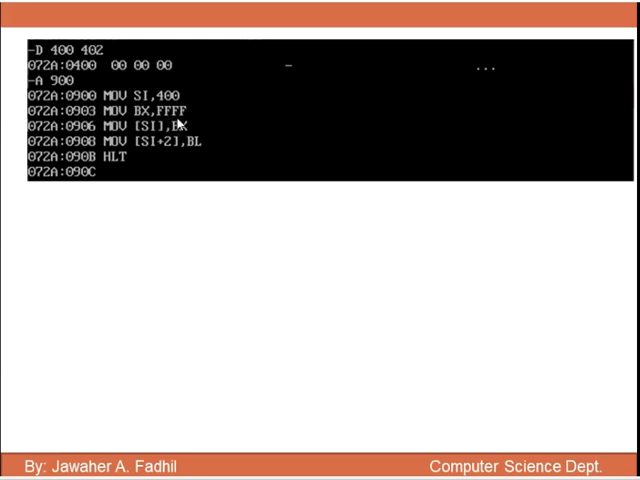 -D 400 402
072A:0400  00 00 00                -                         ...
-A 900
072A:0900 MOV SI,400
072A:0903 MOV BX,FFFF
072A:0906 MOV [SI],BX
072A:0908 MOV [SI+2],BL
072A:090B HLT
072A:090C
By: Jawaher A. Fadhil
Computer Science Dept.